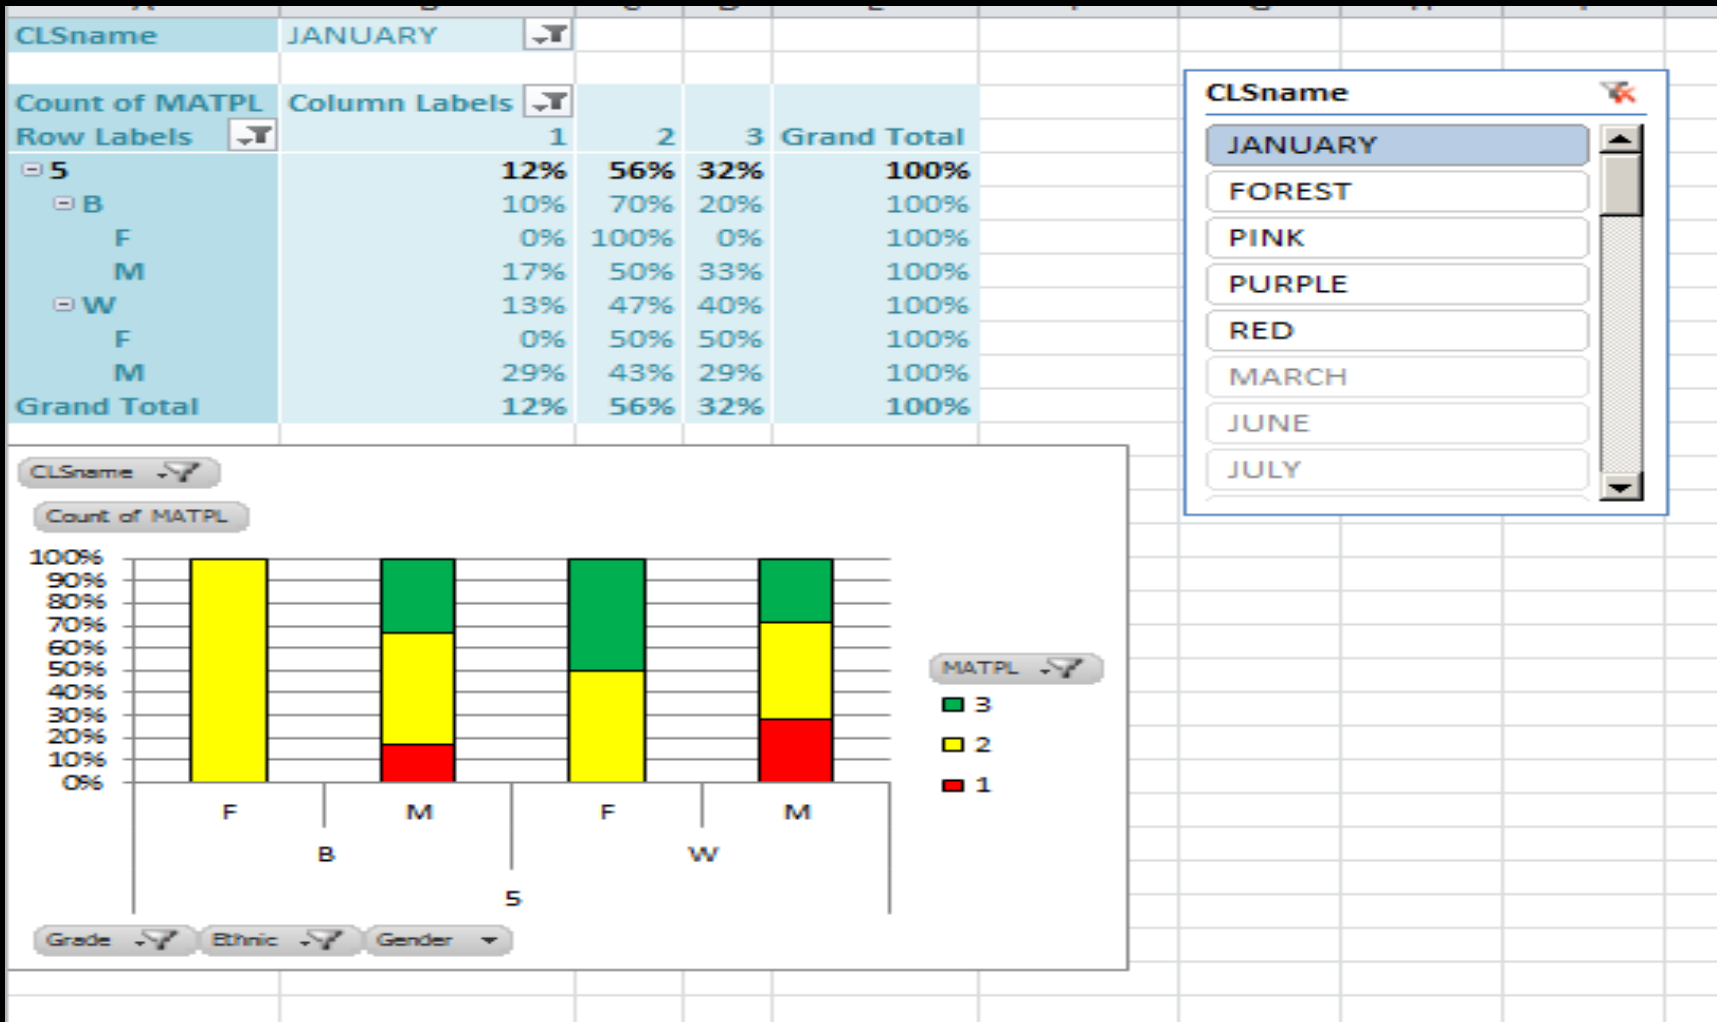 CLSname JANUARY
Count of MATPL Column Labels
Row Labels 1 2 3 Grand Total
5 12% 56% 32% 100%
B 10% 70% 20% 100%
F 0% 100% 0% 100%
M 17% 50% 33% 100%
W 13% 47% 40% 100%
F 0% 50% 50% 100%
M 29% 43% 29% 100%
Grand Total 12% 56% 32% 100%
CLSname
JANUARY
FOREST
PINK
PURPLE
RED
MARCH
JUNE
JULY
CLSname
Count of MATPL
100%
90%
80%
70%
60%
50%
40%
30%
20%
10%
0%
F M F M
B W
5
MATPL
3
2
1
Grade Ethnic Gender